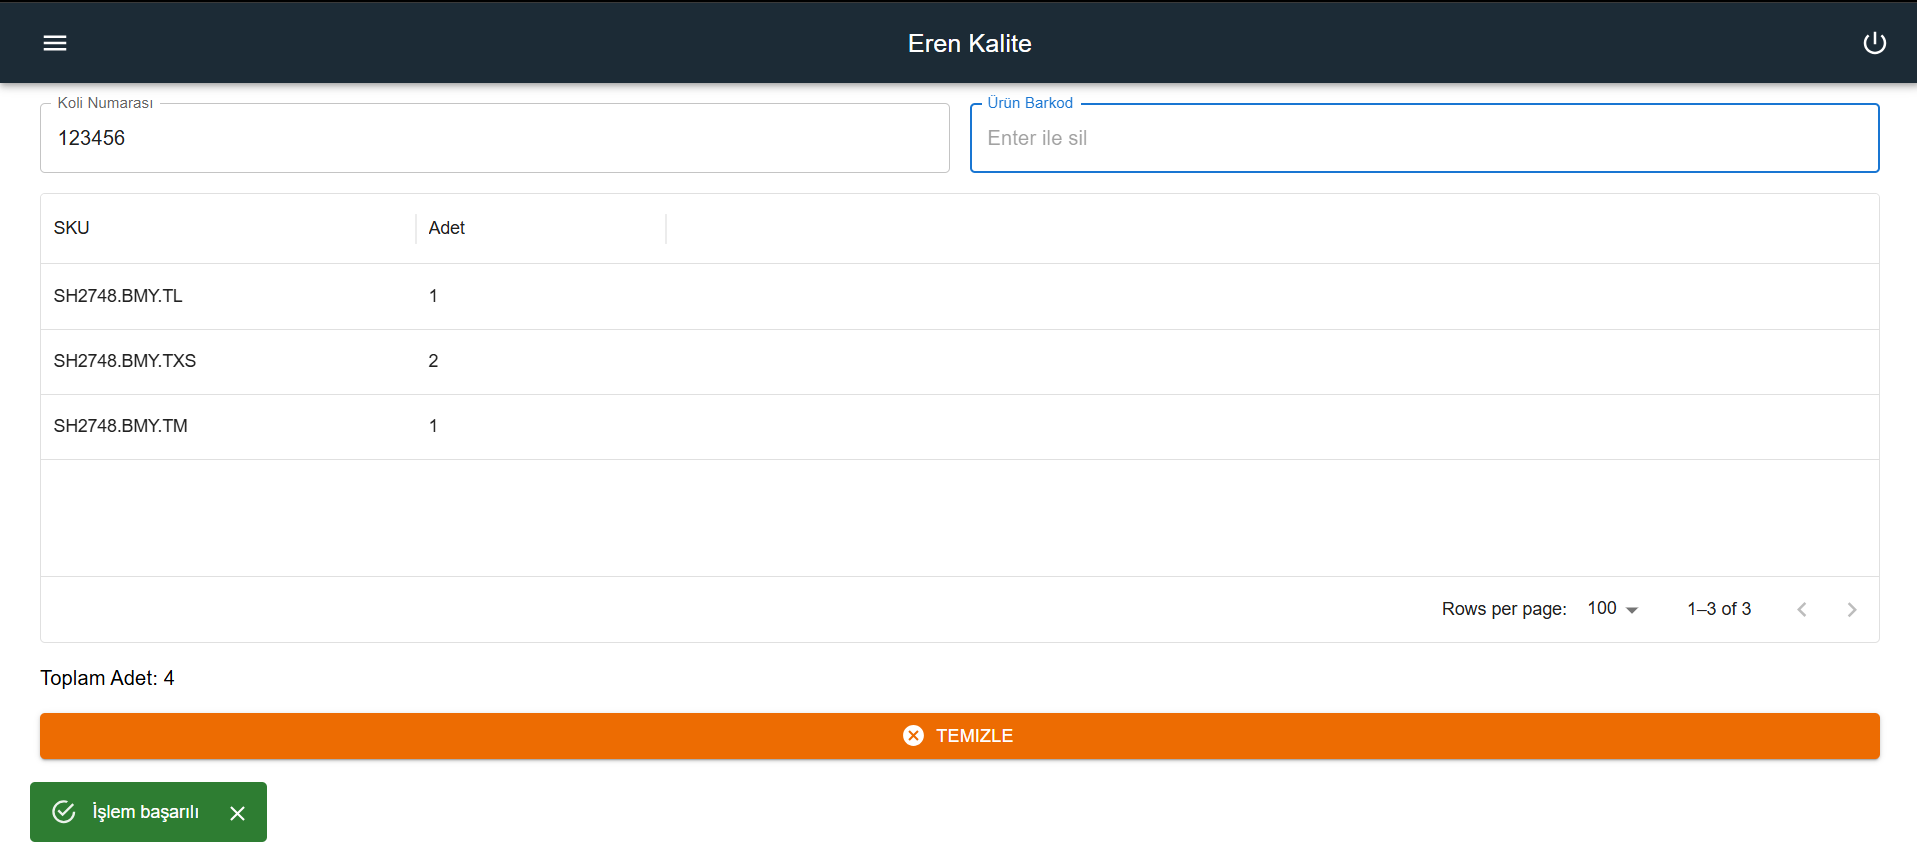 Eren Kalite
Koli Numarası
123456
Ürün Barkod
Enter ile sil
SKU Adet
SH2748.BMY.TL 1
SH2748.BMY.TXS 2
SH2748.BMY.TM 1
Rows per page: 100 1–3 of 3
Toplam Adet: 4
TEMIZLE
İşlem başarılı